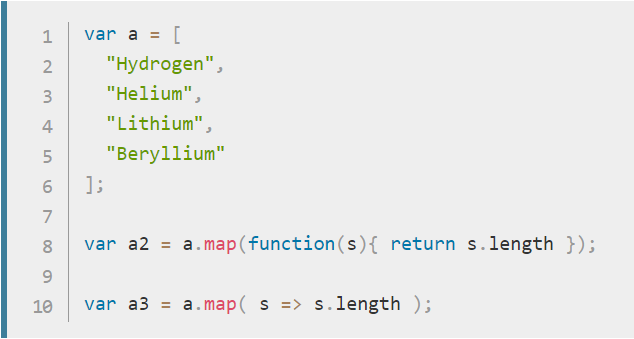 1 var a = [
2   "Hydrogen",
3   "Helium",
4   "Lithium",
5   "Beryllium"
6 ];
7
8 var a2 = a.map(function(s){ return s.length });
9
10 var a3 = a.map( s => s.length );